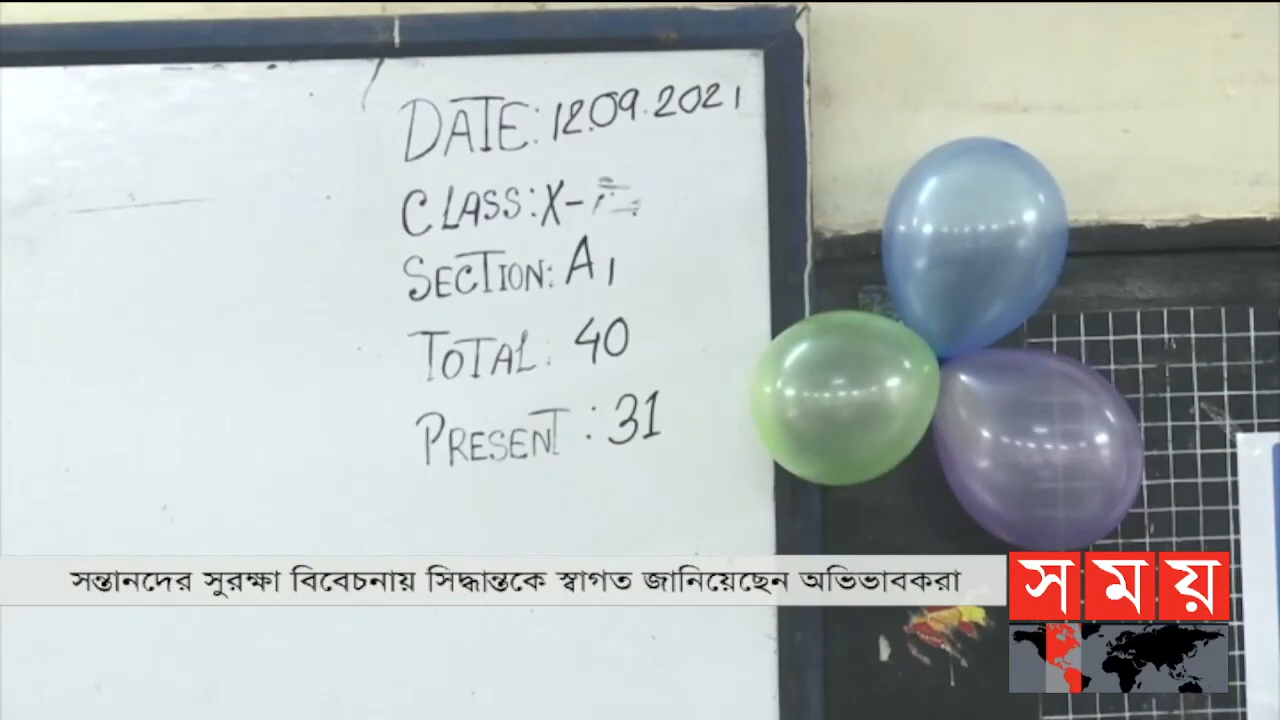 DATE: 12.09.2021
CLASS: X-
SECTION: A1
TOTAL: 40
PRESENT: 31
সন্তানদের সুরক্ষা বিবেচনায় সিদ্ধান্তকে স্বাগত জানিয়েছেন অভিভাবকরা
সময়